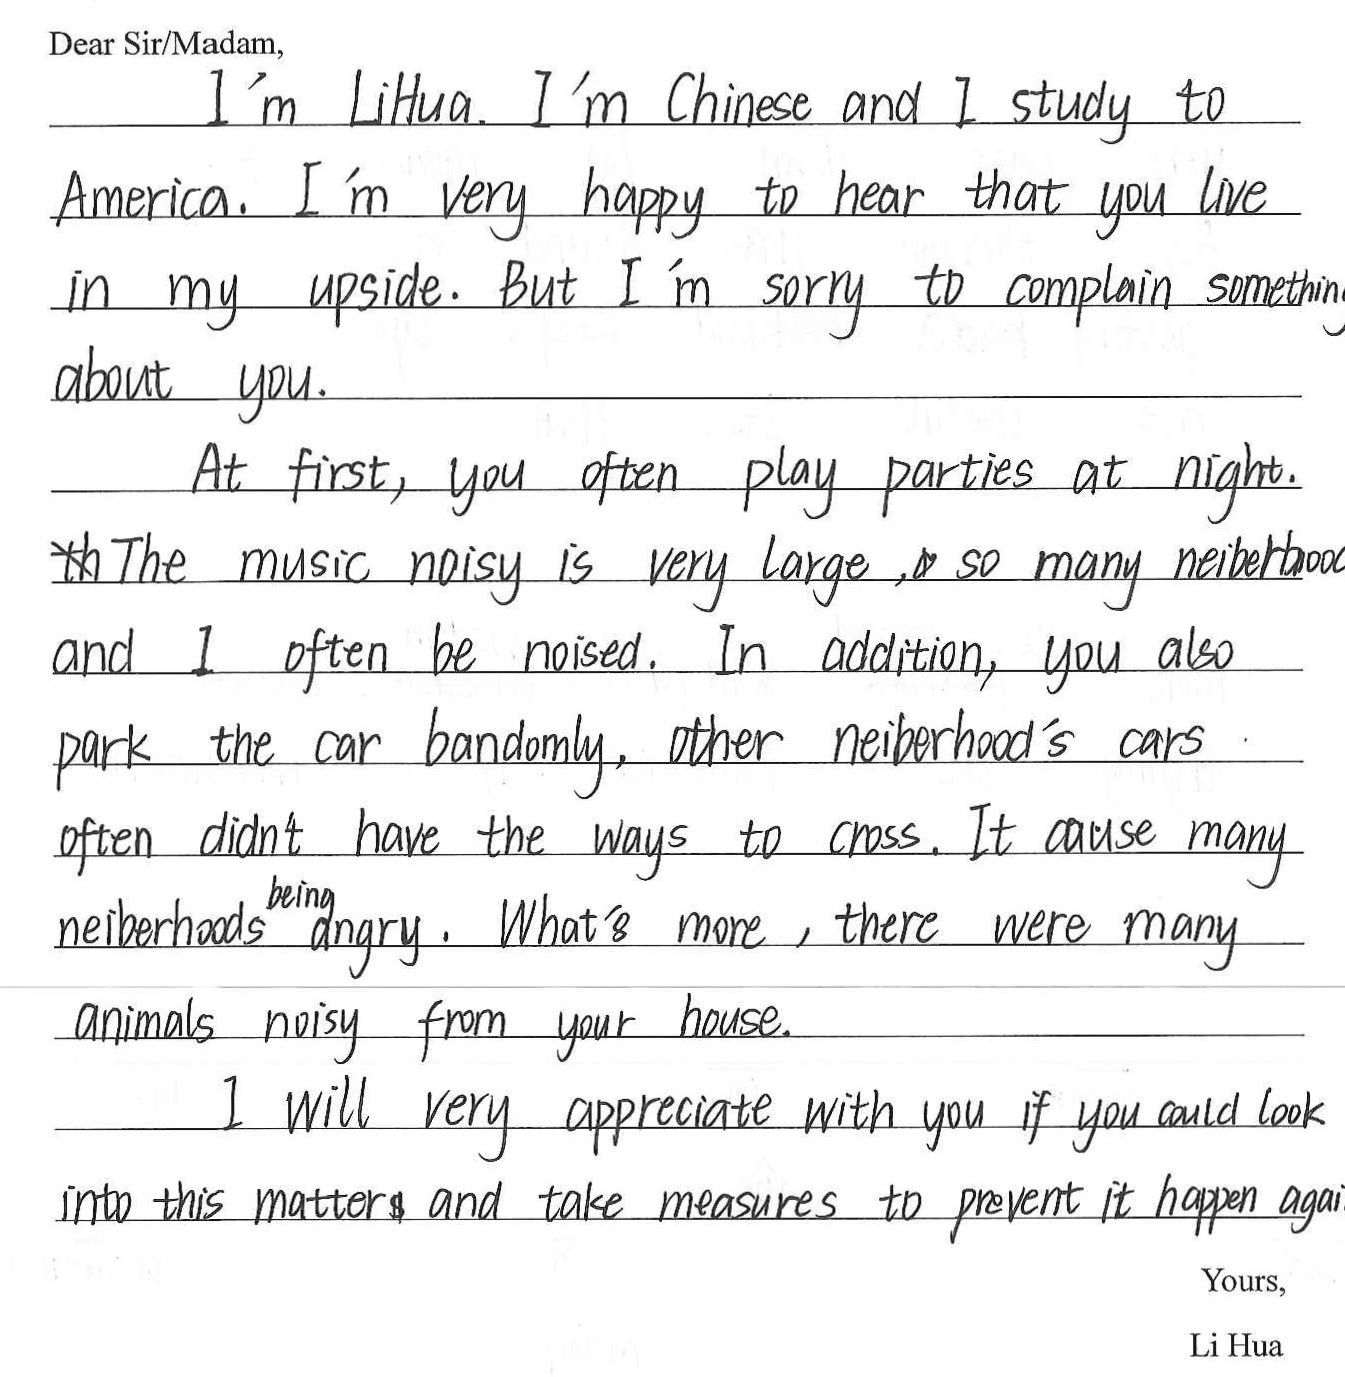 Dear Sir/Madam,
I'm LiHua. I'm Chinese and I study to
America. I'm very happy to hear that you live
in my upside. But I'm sorry to complain something
about you.
At first, you often play parties at night.
The music noisy is very large, so many neiberhood
and I often be noised. In addition, you also
park the car bandomly, other neiberhood's cars
often didn't have the ways to cross. It cause many
neiberhoods being angry. What's more, there were many
animals noisy from your house.
I will very appreciate with you if you could look
into this matters and take measures to prevent it happen agai
Yours,
Li Hua